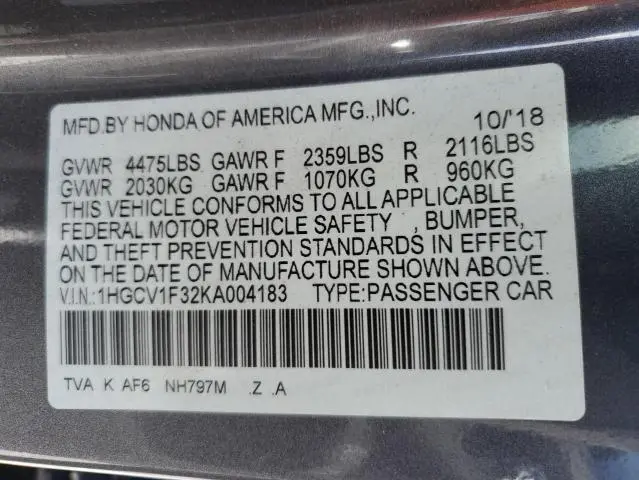 MFD.BY HONDA OF AMERICA MFG.,INC. 10/'18
GVWR 4475LBS GAWR F 2359LBS R 2116LBS
GVWR 2030KG GAWR F 1070KG R 960KG
THIS VEHICLE CONFORMS TO ALL APPLICABLE
FEDERAL MOTOR VEHICLE SAFETY , BUMPER,
AND THEFT PREVENTION STANDARDS IN EFFECT
ON THE DATE OF MANUFACTURE SHOWN ABOVE.
V.I.N.:1HGCV1F32KA004183 TYPE:PASSENGER CAR
TVA K AF6 NH797M .Z .A